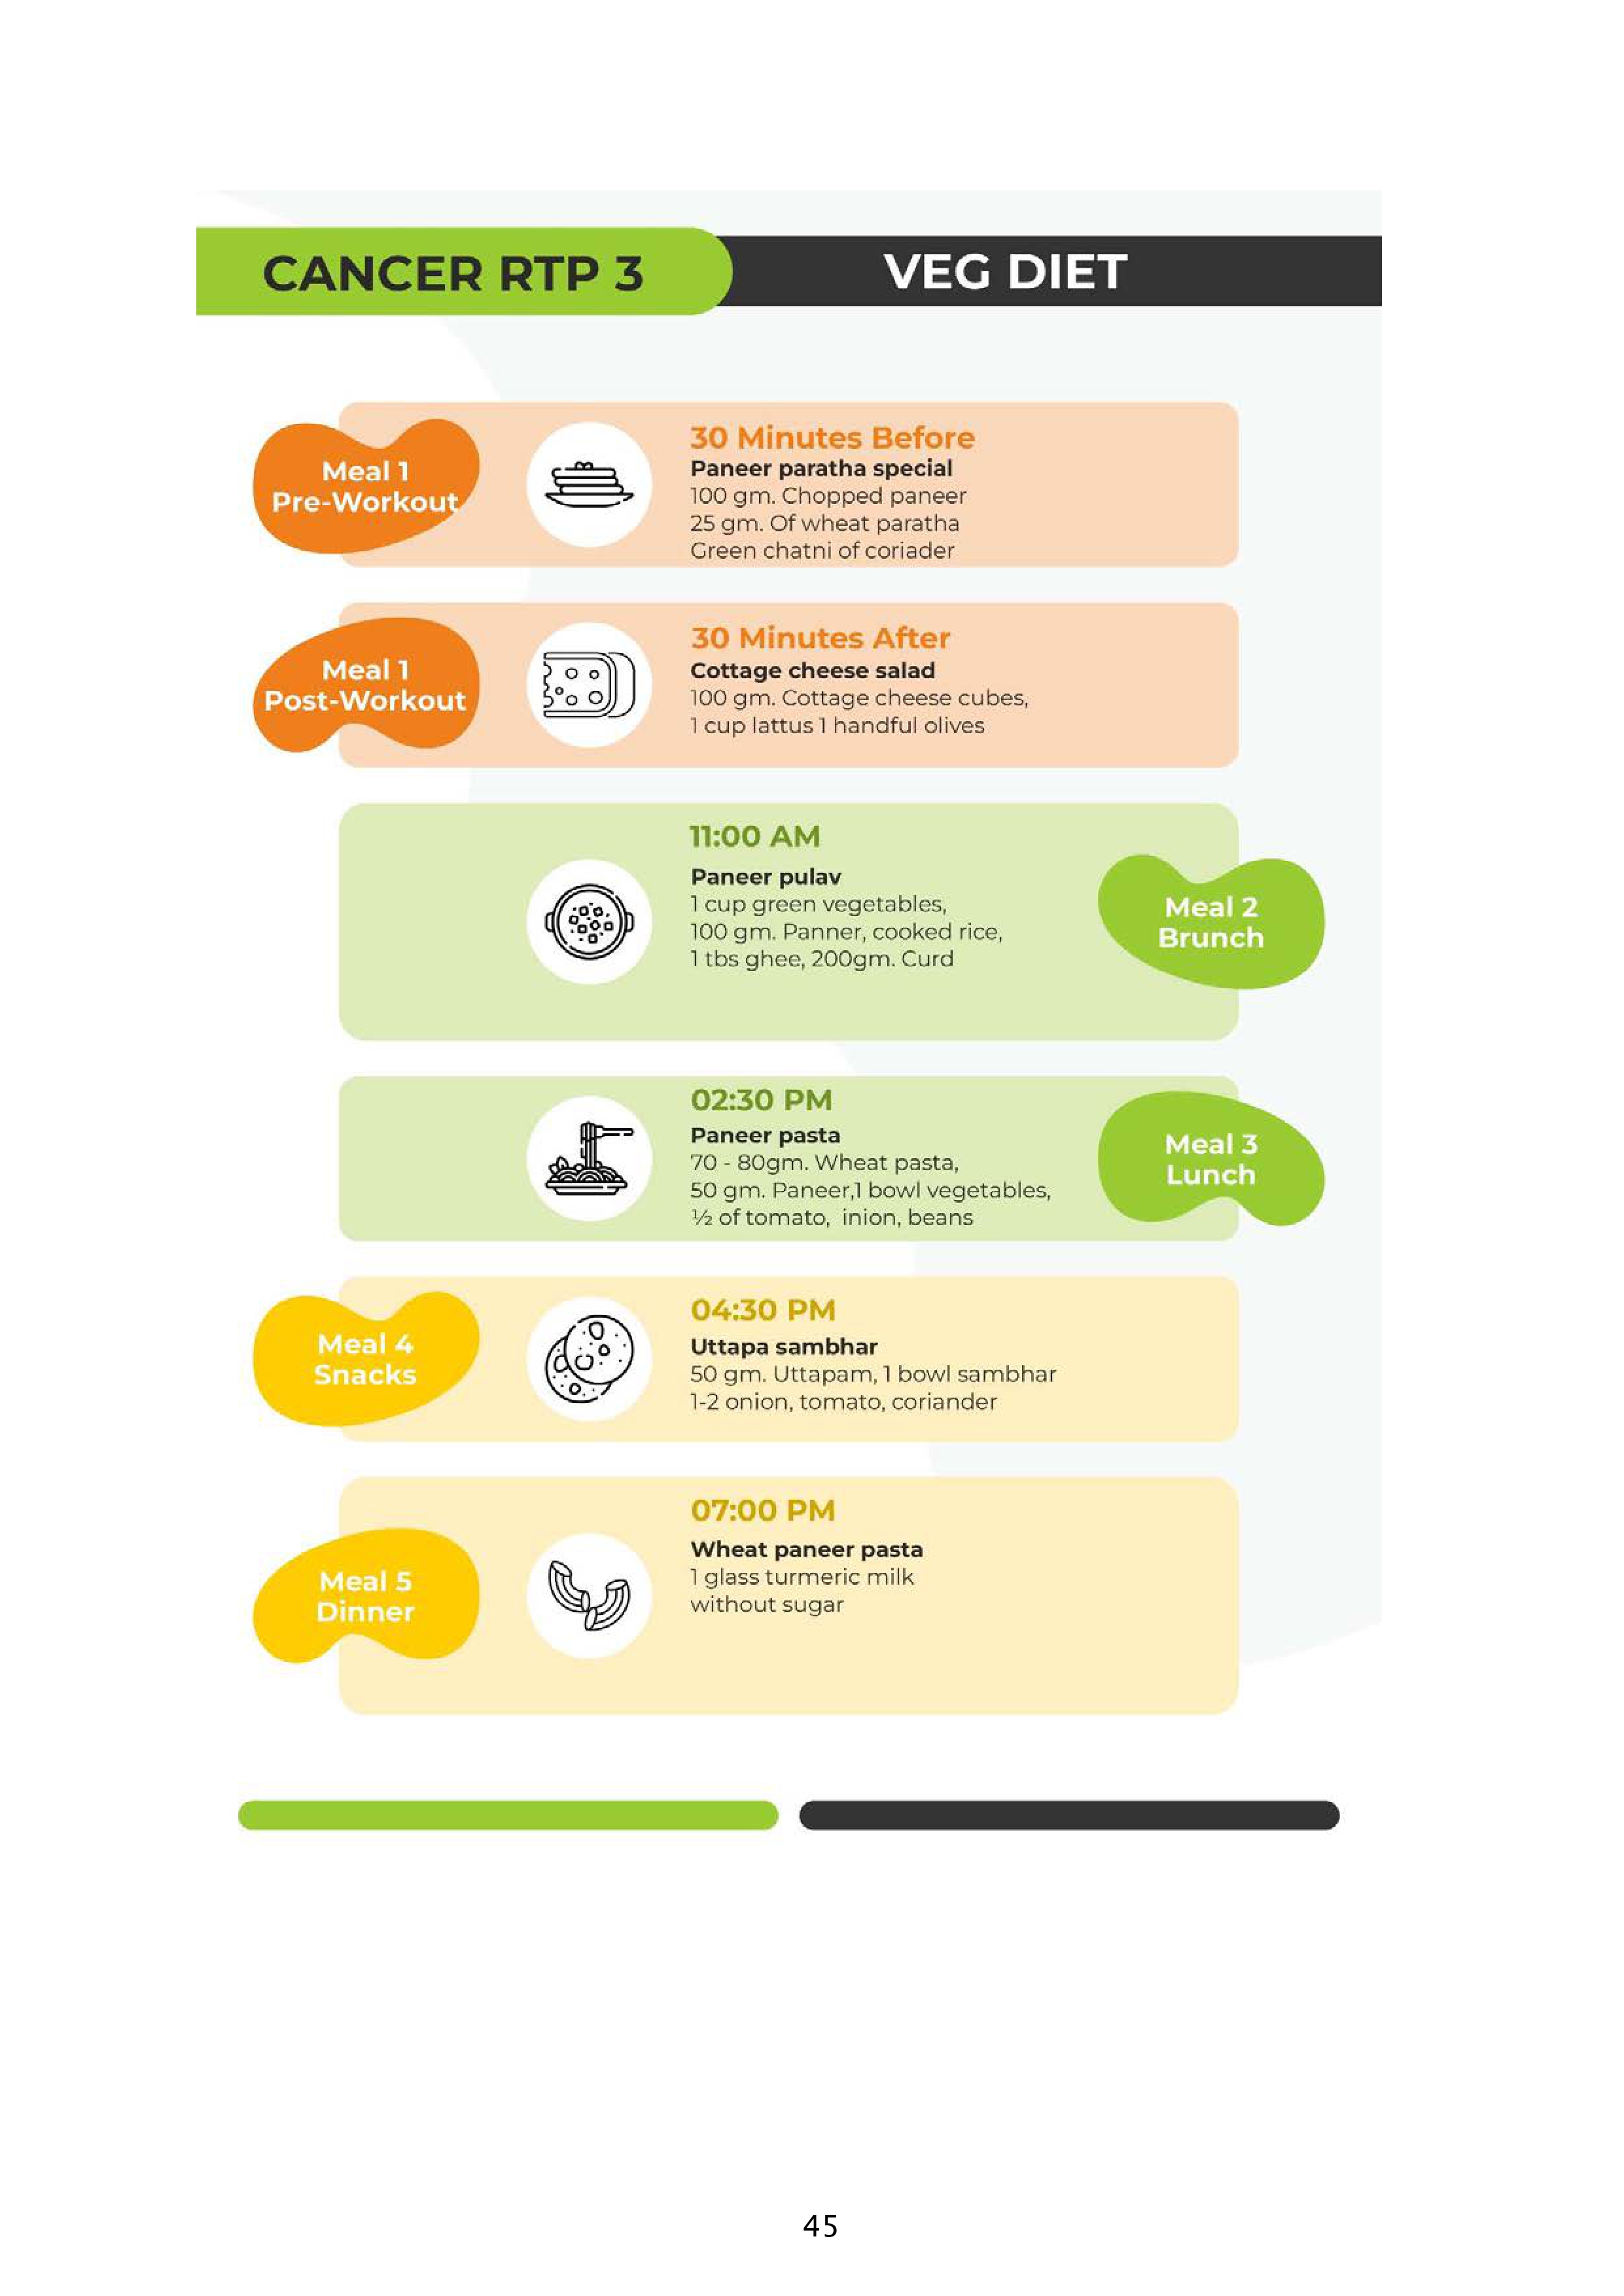 CANCER RTP 3
VEG DIET
Meal 1
Pre-Workout
30 Minutes Before
Paneer paratha special
100 gm. Chopped paneer
25 gm. Of wheat paratha
Green chatni of coriader
Meal 1
Post-Workout
30 Minutes After
Cottage cheese salad
100 gm. Cottage cheese cubes,
1 cup lattus 1 handful olives
11:00 AM
Paneer pulav
1 cup green vegetables,
100 gm. Panner, cooked rice,
1 tbs ghee, 200gm. Curd
Meal 2
Brunch
02:30 PM
Paneer pasta
70 - 80gm. Wheat pasta,
50 gm. Paneer,1 bowl vegetables,
½ of tomato, inion, beans
Meal 3
Lunch
Meal 4
Snacks
04:30 PM
Uttapa sambhar
50 gm. Uttapam, 1 bowl sambhar
1-2 onion, tomato, coriander
Meal 5
Dinner
07:00 PM
Wheat paneer pasta
1 glass turmeric milk
without sugar
45